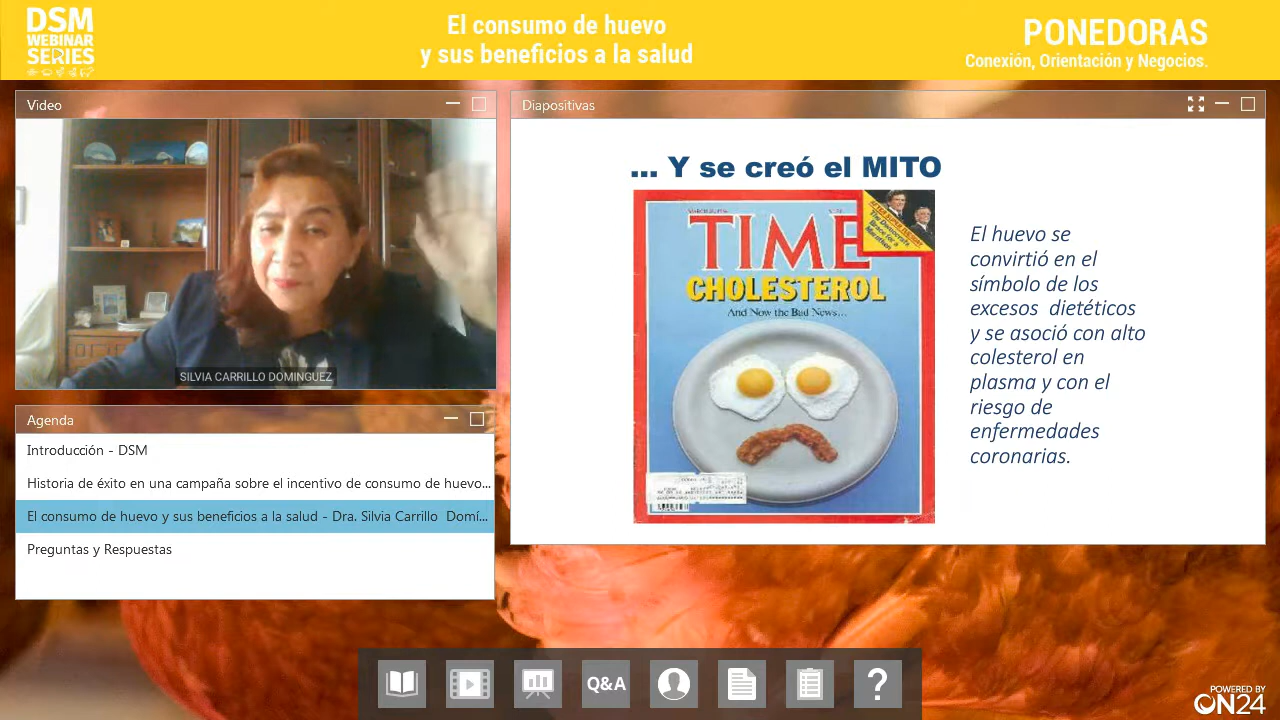 DSM
WEBINAR
SERIES
El consumo de huevo
y sus beneficios a la salud
PONEDORAS
Conexión, Orientación y Negocios.
Video
SILVIA CARRILLO DOMINGUEZ
Agenda
Introducción - DSM
Historia de éxito en una campaña sobre el incentivo de consumo de huevo...
El consumo de huevo y sus beneficios a la salud - Dra. Silvia Carrillo Domí...
Preguntas y Respuestas
Diapositivas
... Y se creó el MITO
TIME
CHOLESTEROL
And Now the Bad News...
El huevo se
convirtió en el
símbolo de los
excesos dietéticos
y se asoció con alto
colesterol en
plasma y con el
riesgo de
enfermedades
coronarias.
Q&A
?
POWERED BY
ON24